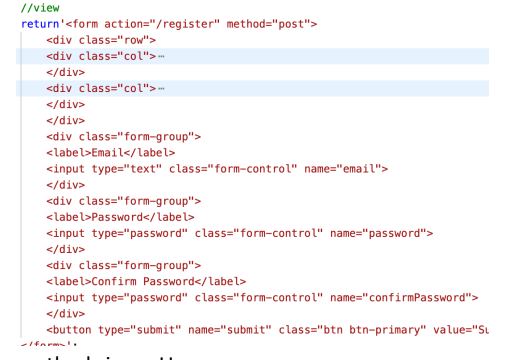 //view
return'<form action="/register" method="post">
<div class="row">
<div class="col">⋯
</div>
<div class="col">⋯
</div>
</div>
<div class="form-group">
<label>Email</label>
<input type="text" class="form-control" name="email">
</div>
<div class="form-group">
<label>Password</label>
<input type="password" class="form-control" name="password">
</div>
<div class="form-group">
<label>Confirm Password</label>
<input type="password" class="form-control" name="confirmPassword">
</div>
<button type="submit" name="submit" class="btn btn-primary" value="Su
</form>';